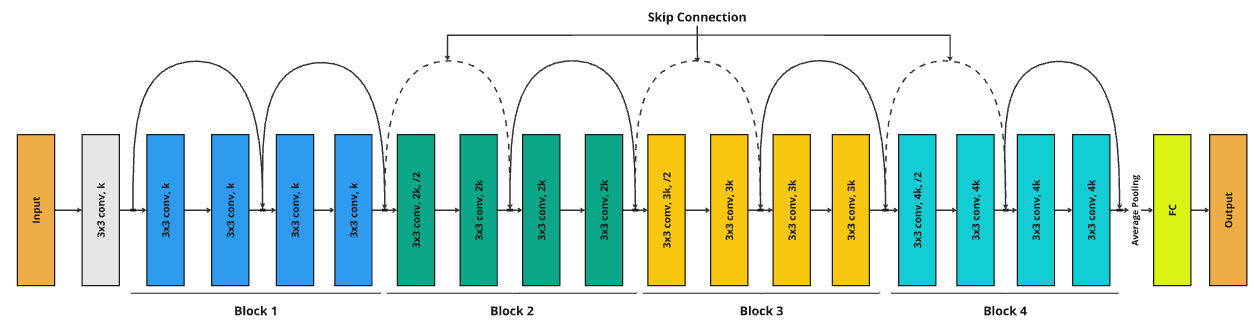 Skip Connection
Input
3x3 conv, k
3x3 conv, k
3x3 conv, k
3x3 conv, k
3x3 conv, k
3x3 conv, 2k, /2
3x3 conv, 2k
3x3 conv, 2k
3x3 conv, 2k
3x3 conv, 3k, /2
3x3 conv, 3k
3x3 conv, 3k
3x3 conv, 3k
3x3 conv, 4k, /2
3x3 conv, 4k
3x3 conv, 4k
3x3 conv, 4k
Average Pooling
FC
Output
Block 1
Block 2
Block 3
Block 4